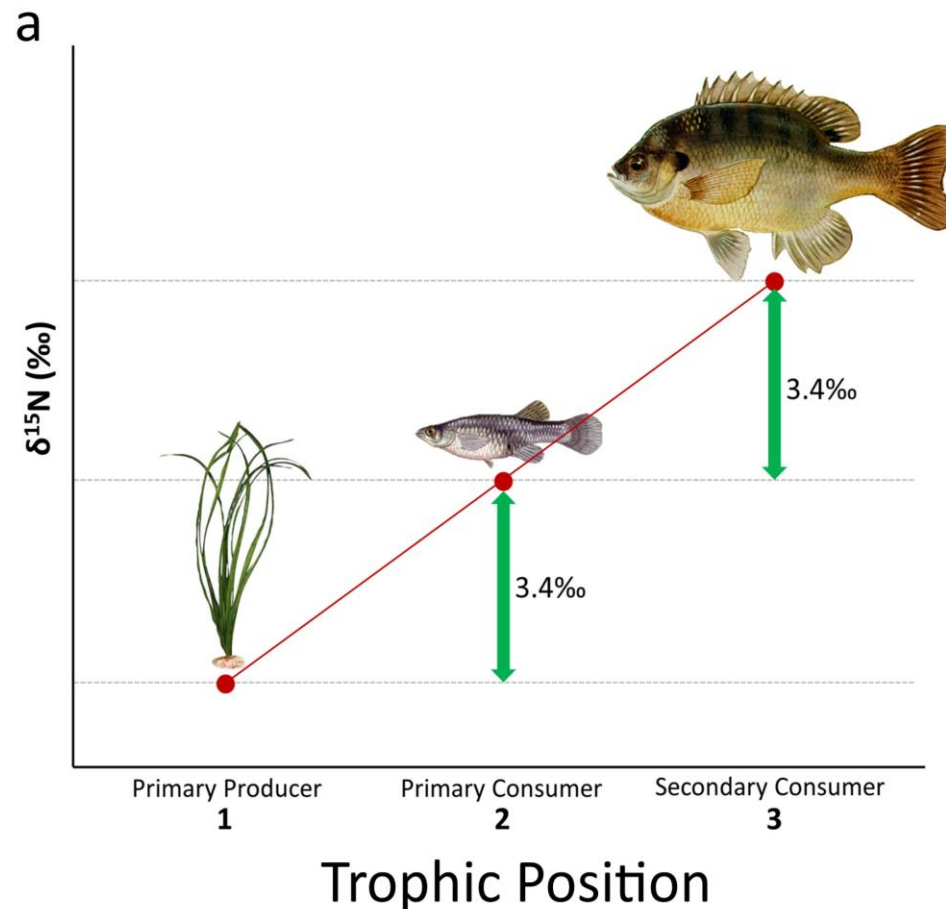 a
δ¹⁵N (‰)
3.4‰
3.4‰
Primary Producer
1
Primary Consumer
2
Secondary Consumer
3
Trophic Position